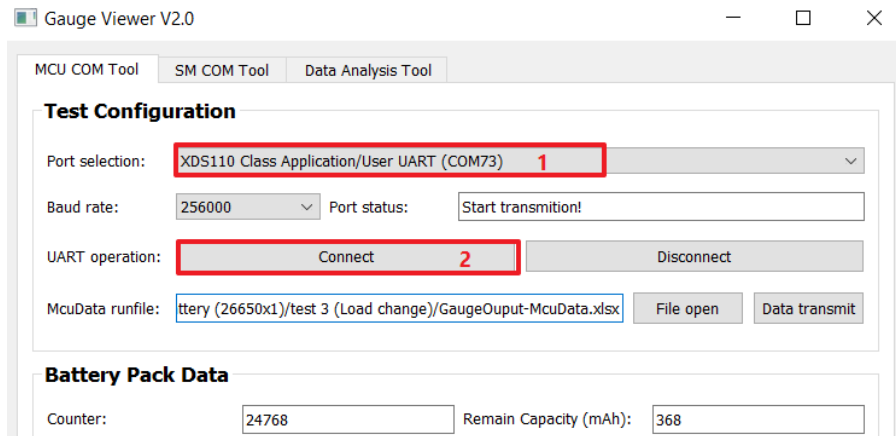 Gauge Viewer V2.0
MCU COM Tool SM COM Tool Data Analysis Tool
Test Configuration
Port selection: XDS110 Class Application/User UART (COM73) 1
Baud rate: 256000 Port status: Start transmition!
UART operation: Connect 2 Disconnect
McuData runfile: ttery (26650x1)/test 3 (Load change)/GaugeOuput-McuData.xlsx File open Data transmit
Battery Pack Data
Counter: 24768 Remain Capacity (mAh): 368